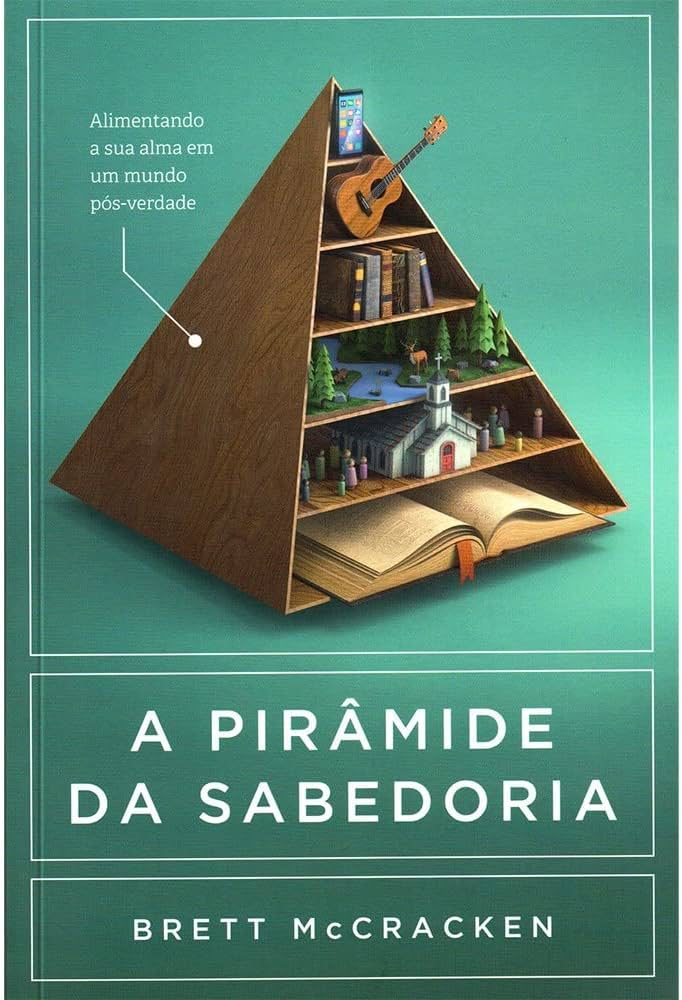 Alimentando
a sua alma em
um mundo
pós-verdade
A PIRÂMIDE
DA SABEDORIA
BRETT McCRACKEN